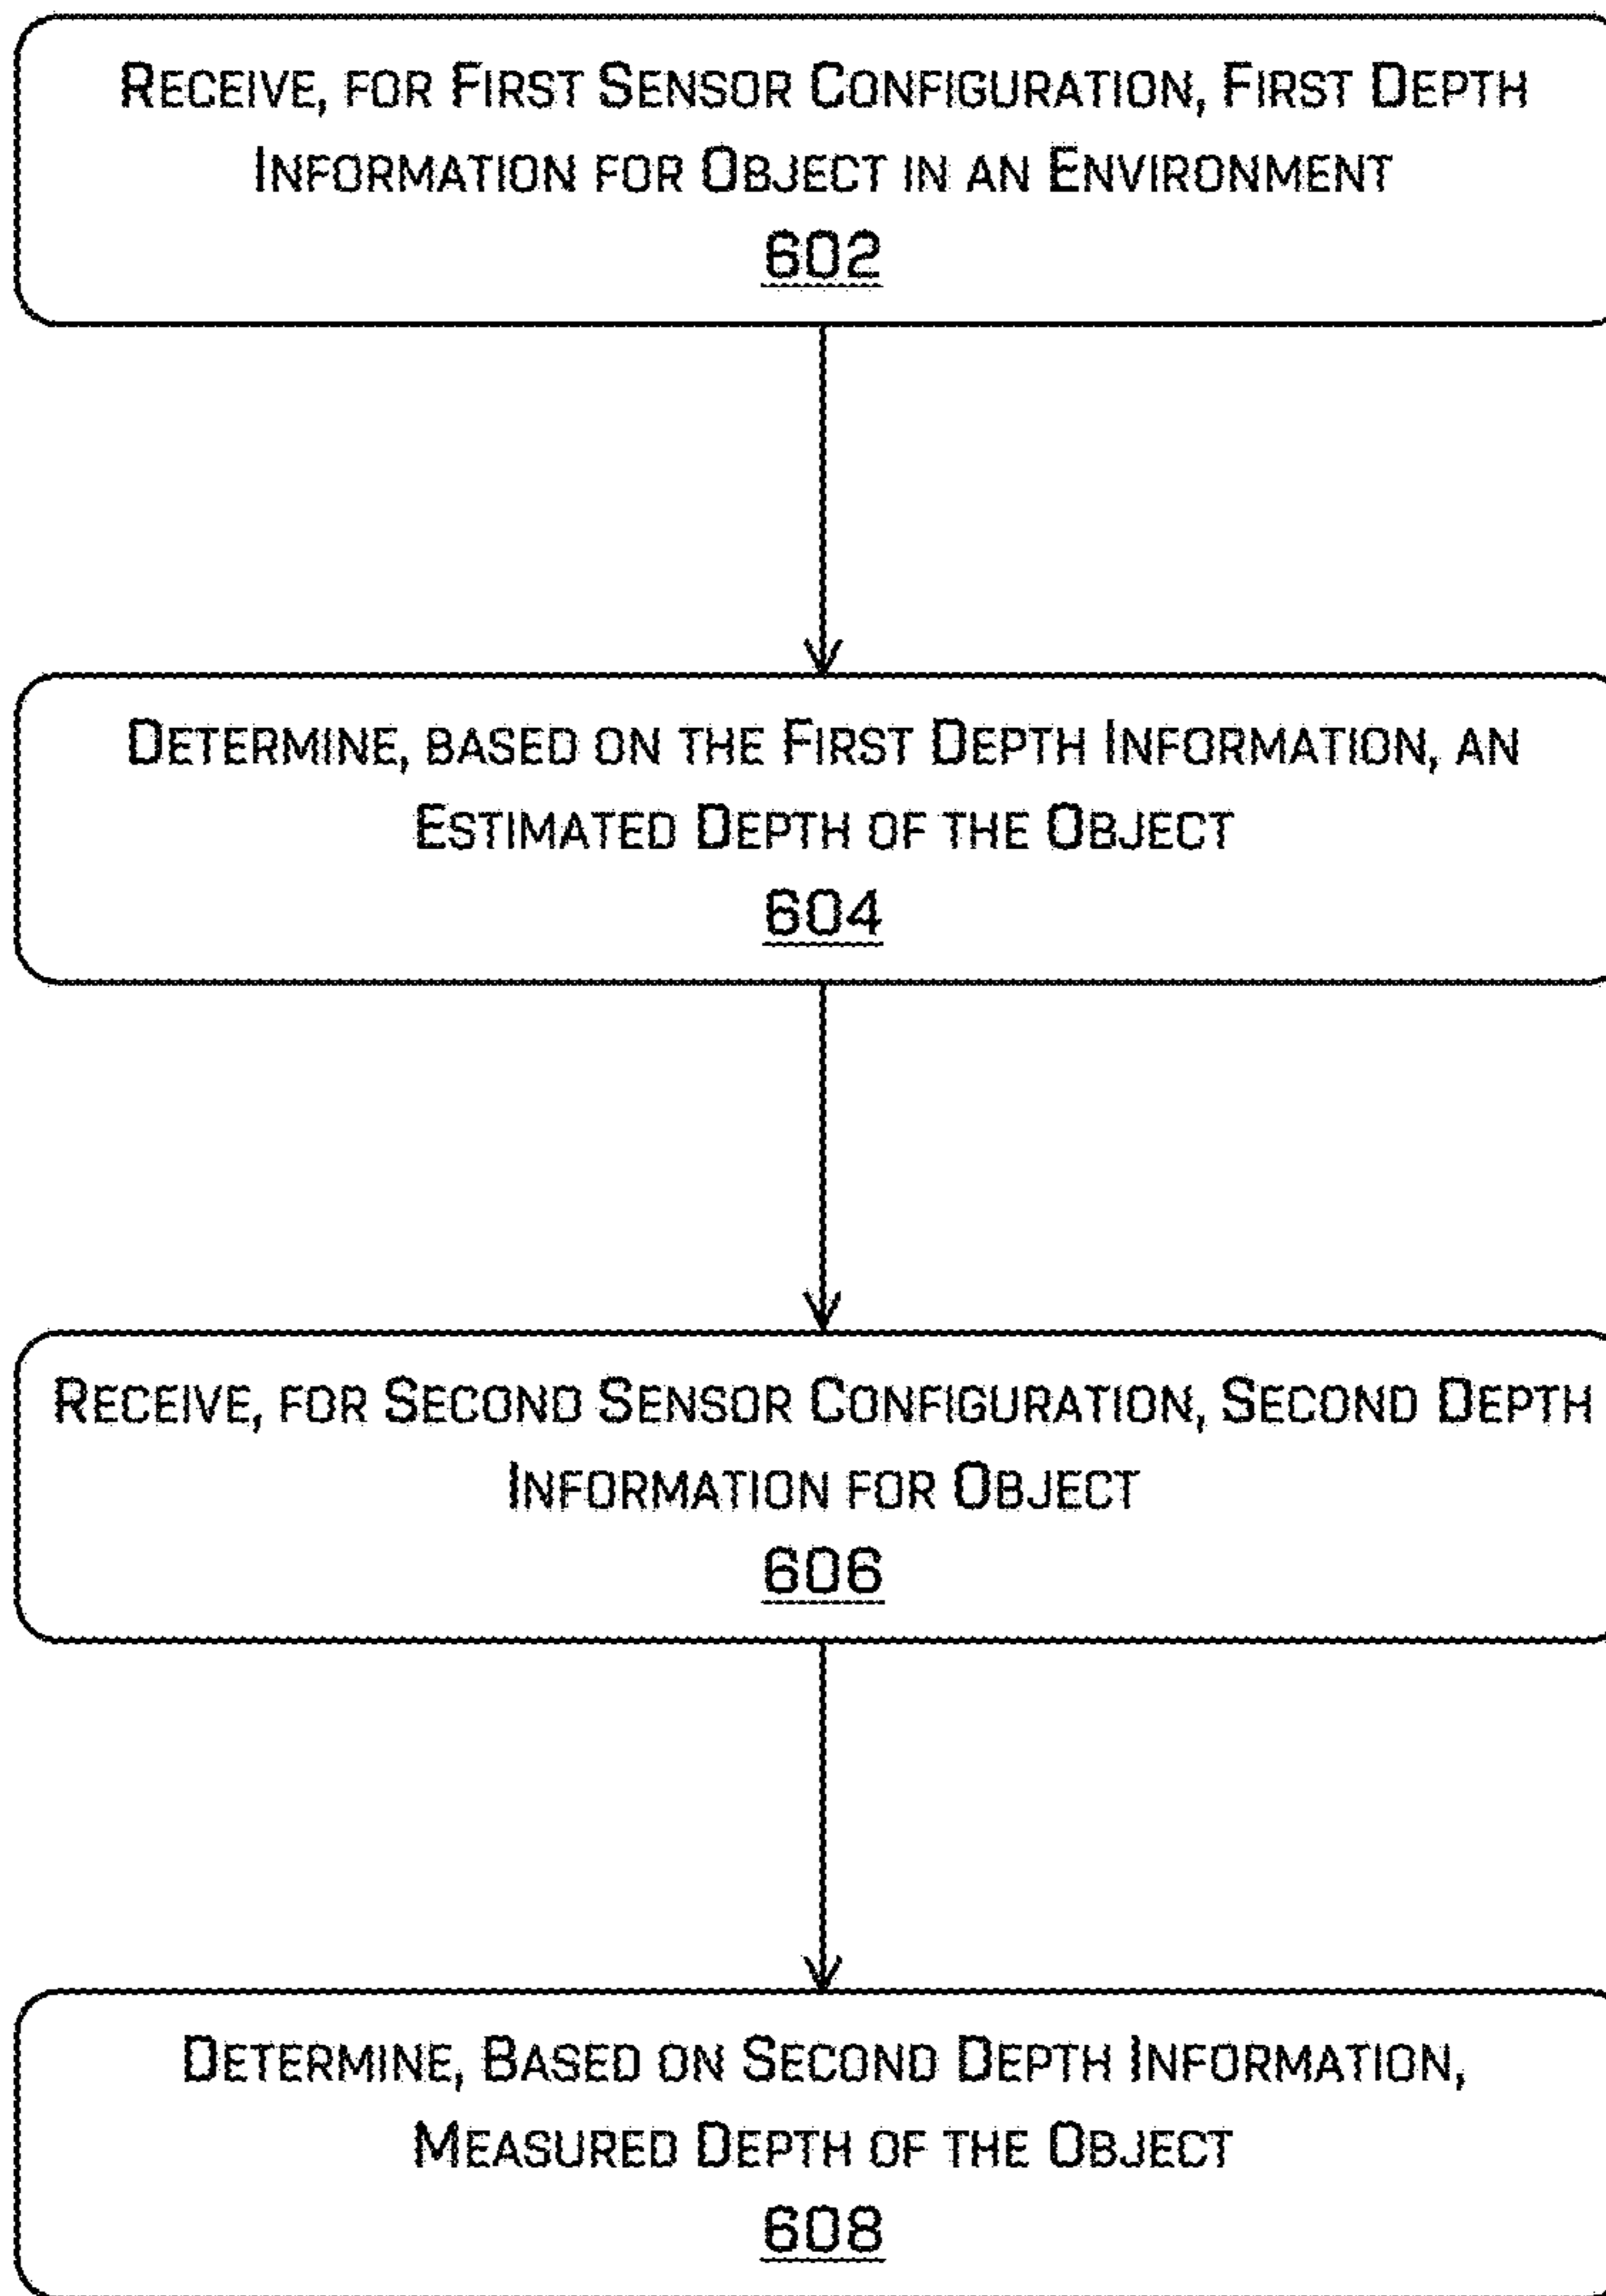 RECEIVE, FOR FIRST SENSOR CONFIGURATION, FIRST DEPTH
INFORMATION FOR OBJECT IN AN ENVIRONMENT
602
DETERMINE, BASED ON THE FIRST DEPTH INFORMATION, AN
ESTIMATED DEPTH OF THE OBJECT
604
RECEIVE, FOR SECOND SENSOR CONFIGURATION, SECOND DEPTH
INFORMATION FOR OBJECT
606
DETERMINE, BASED ON SECOND DEPTH INFORMATION,
MEASURED DEPTH OF THE OBJECT
608